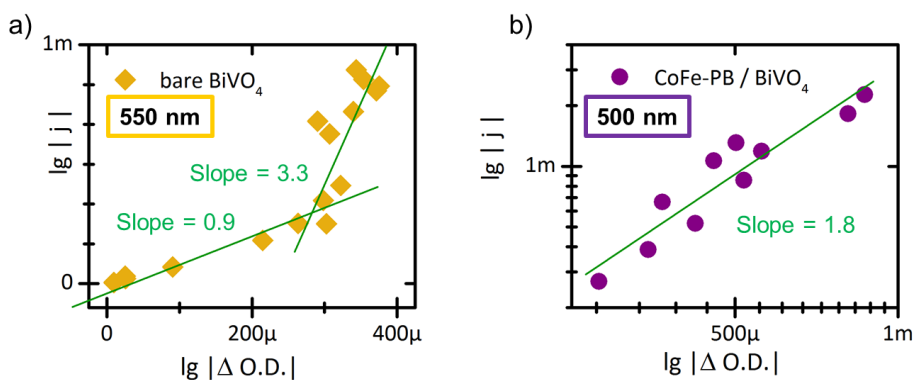 a)
1m
bare BiVO₄
550 nm
lg |j|
Slope = 3.3
Slope = 0.9
0
0 200µ 400µ
lg |Δ O.D.|
b)
CoFe-PB / BiVO₄
500 nm
lg |j|
1m
Slope = 1.8
500µ 1m
lg |Δ O.D.|